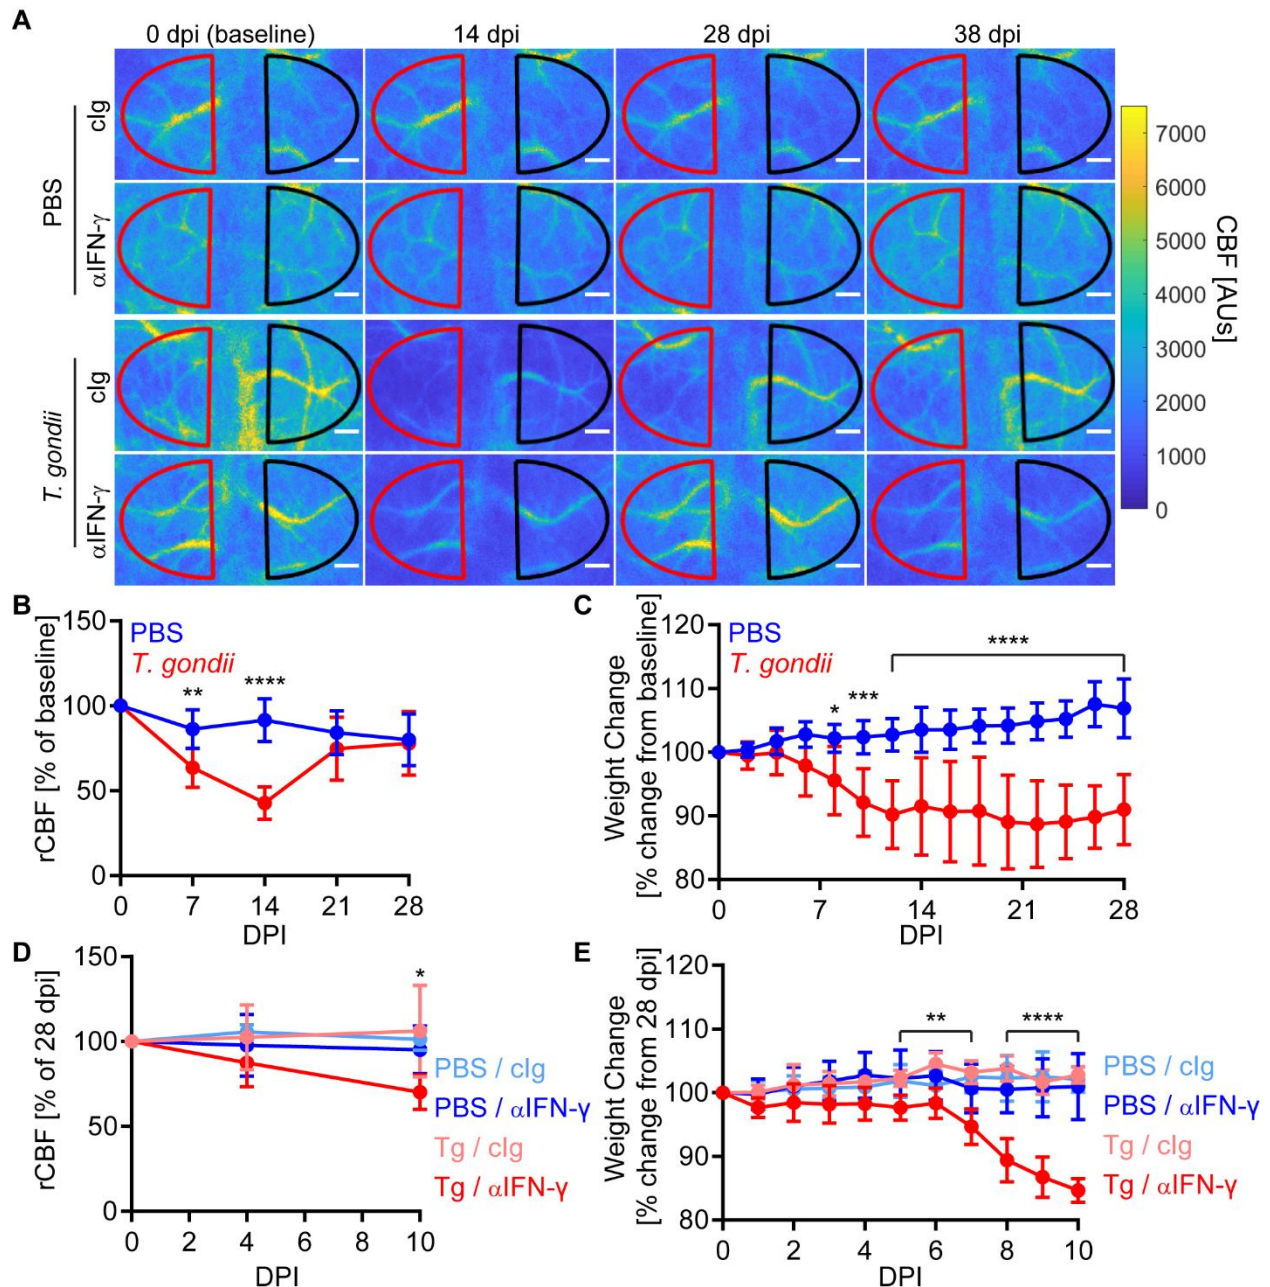 A
0 dpi (baseline) 14 dpi 28 dpi 38 dpi
PBS
cIg
αIFN-γ
T. gondii
cIg
αIFN-γ
7000
6000
5000
4000
3000
2000
1000
0
CBF [AUs]
B
rCBF [% of baseline]
150
100
50
0
PBS
T. gondii
** ****
0 7 14 21 28
DPI
C
Weight Change
[% change from baseline]
120
110
100
90
80
PBS
T. gondii
* *** ****
0 7 14 21 28
DPI
D
rCBF [% of 28 dpi]
150
100
50
0
*
PBS / cIg
PBS / αIFN-γ
Tg / cIg
Tg / αIFN-γ
0 2 4 6 8 10
DPI
E
Weight Change
[% change from 28 dpi]
120
110
100
90
80
** ****
PBS / cIg
PBS / αIFN-γ
Tg / cIg
Tg / αIFN-γ
0 2 4 6 8 10
DPI